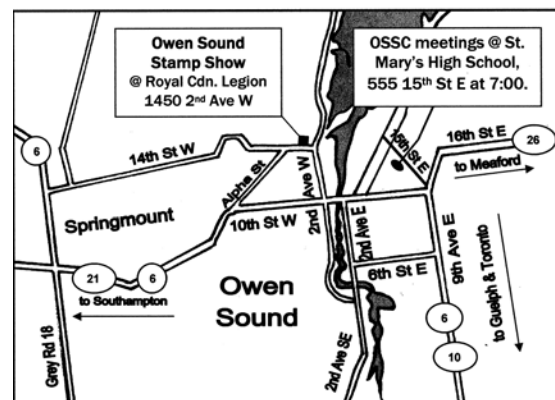 Owen Sound
Stamp Show
@ Royal Cdn. Legion
1450 2nd Ave W
OSSC meetings @ St.
Mary's High School,
555 15th St E at 7:00.
6
14th St W
Alpha St
2nd Ave W
15th St E
16th St E
26
to Meaford
Springmount
10th St W
2nd Ave E
9th Ave E
6th St E
21
6
to Southampton
Owen
Sound
to Guelph & Toronto
6
10
Grey Rd 18
2nd Ave SE